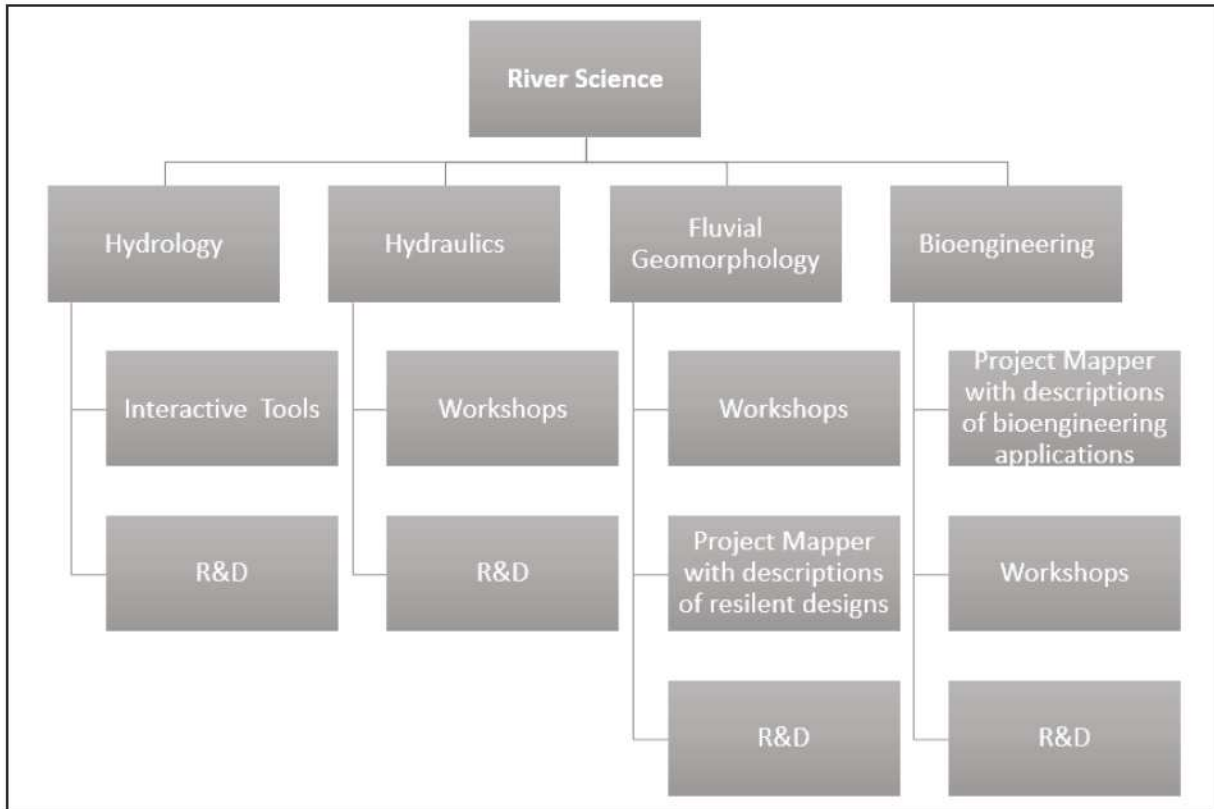 River Science
Hydrology
Hydraulics
Fluvial
Geomorphology
Bioengineering
Interactive Tools
Workshops
Workshops
Project Mapper
with descriptions
of bioengineering
applications
R&D
R&D
Project Mapper
with descriptions
of resilent designs
Workshops
R&D
R&D